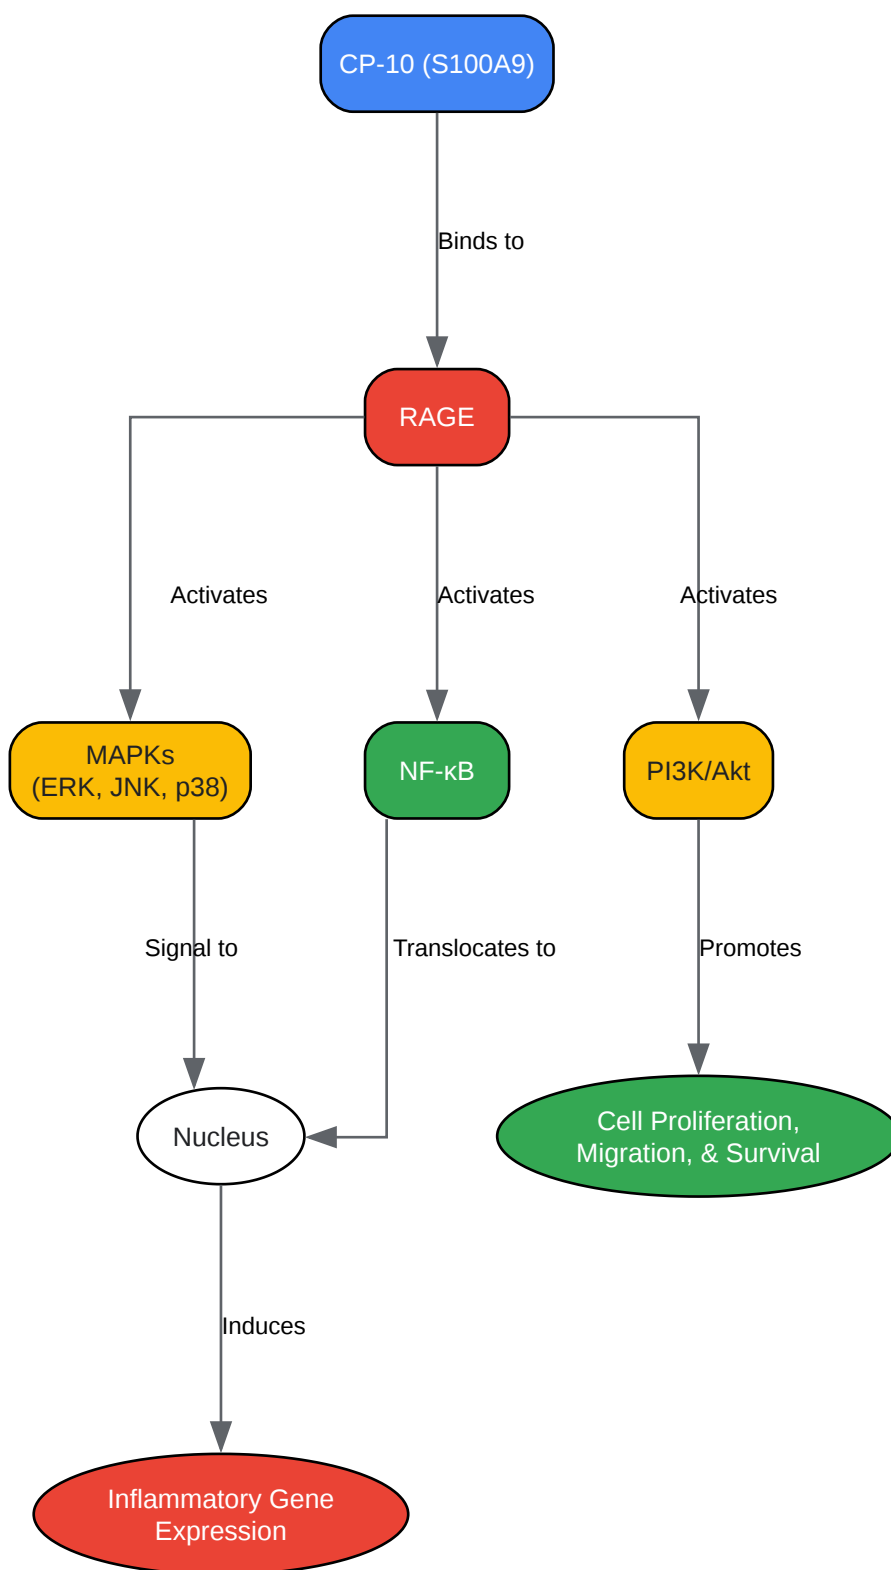 CP-10 (S100A9)
Binds to
RAGE
Activates
Activates
Activates
MAPKs
(ERK, JNK, p38)
NF-κB
PI3K/Akt
Signal to
Translocates to
Promotes
Nucleus
Cell Proliferation,
Migration, & Survival
Induces
Inflammatory Gene
Expression